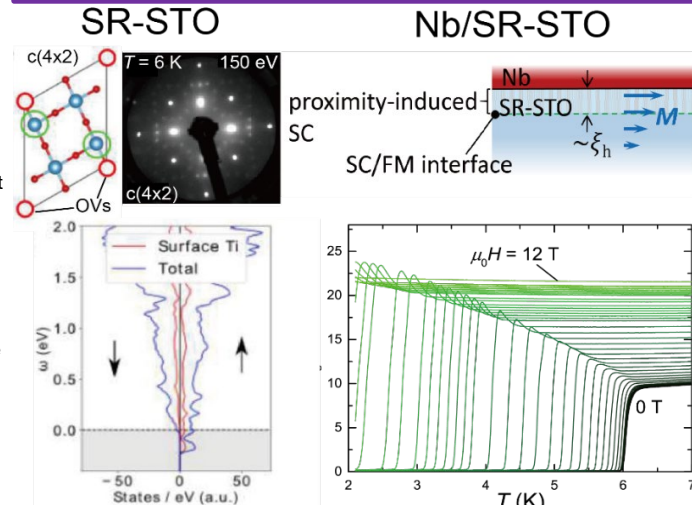 SR-STO
Nb/SR-STO
c(4x2)
T = 6 K
150 eV
c(4x2)
OVs
Nb
proximity-induced
SC
SR-STO
M
~ξh
SC/FM interface
2.0
1.5
1.0
0.5
0.0
ω (eV)
Surface Ti
Total
−50
0
50
States / eV (a.u.)
25
20
15
10
5
0
μ0H = 12 T
0 T
2
3
4
5
6
7
T (K)